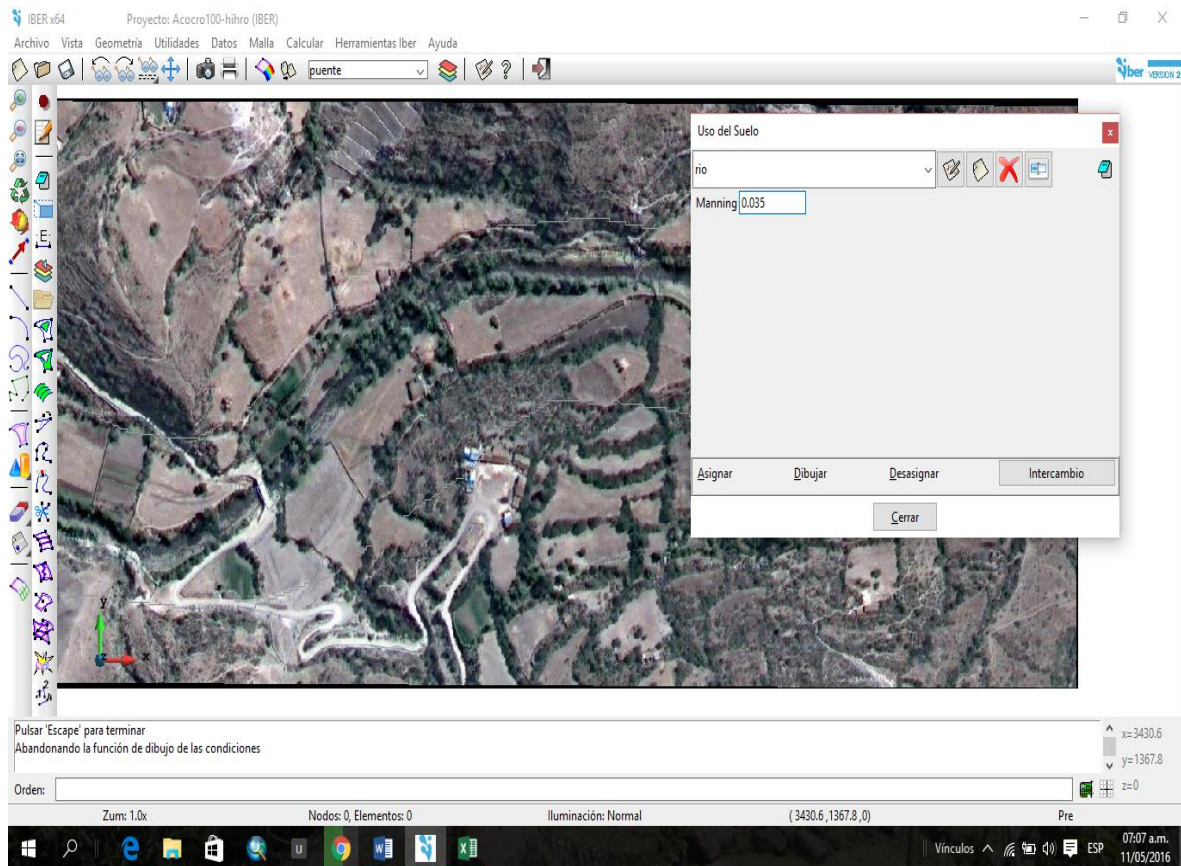 IBER x64 Proyecto: Acocro100-hihro (IBER)
Archivo Vista Geometría Utilidades Datos Malla Calcular Herramientas Iber Ayuda
puente
Iber VERSION 2
Uso del Suelo
rio
Manning 0.035
Asignar Dibujar Desasignar Intercambio
Cerrar
E
y
x
Pulsar 'Escape' para terminar
Abandonando la función de dibujo de las condiciones
x=3430.6
y=1367.8
z=0
Orden:
Zum: 1.0x Nodos: 0, Elementos: 0 Iluminación: Normal ( 3430.6 ,1367.8 ,0) Pre
Vínculos ESP 07:07 a.m.
11/05/2016